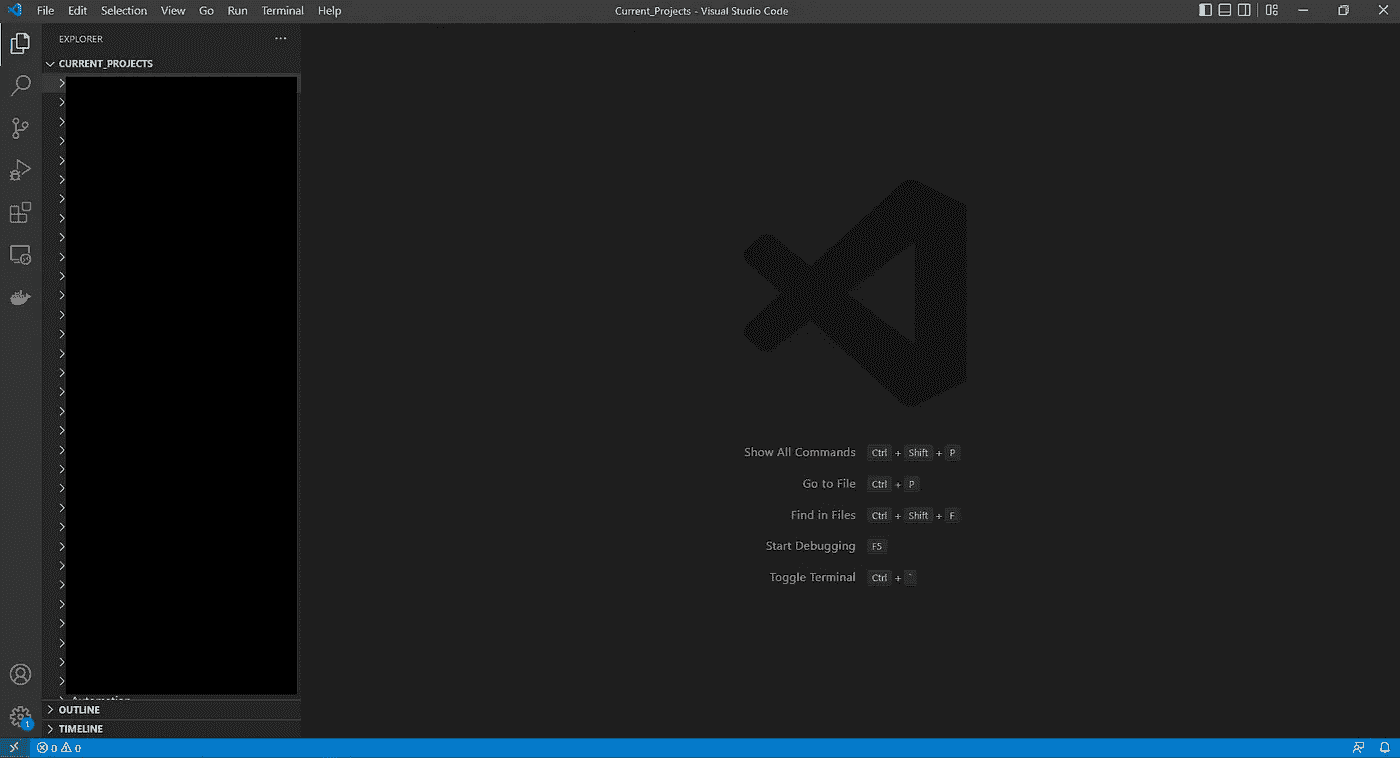 File Edit Selection View Go Run Terminal Help Current_Projects - Visual Studio Code
EXPLORER ...
CURRENT_PROJECTS
Show All Commands Ctrl + Shift + P
Go to File Ctrl + P
Find in Files Ctrl + Shift + F
Start Debugging F5
Toggle Terminal Ctrl + `
Automation
OUTLINE
TIMELINE
1
0 0